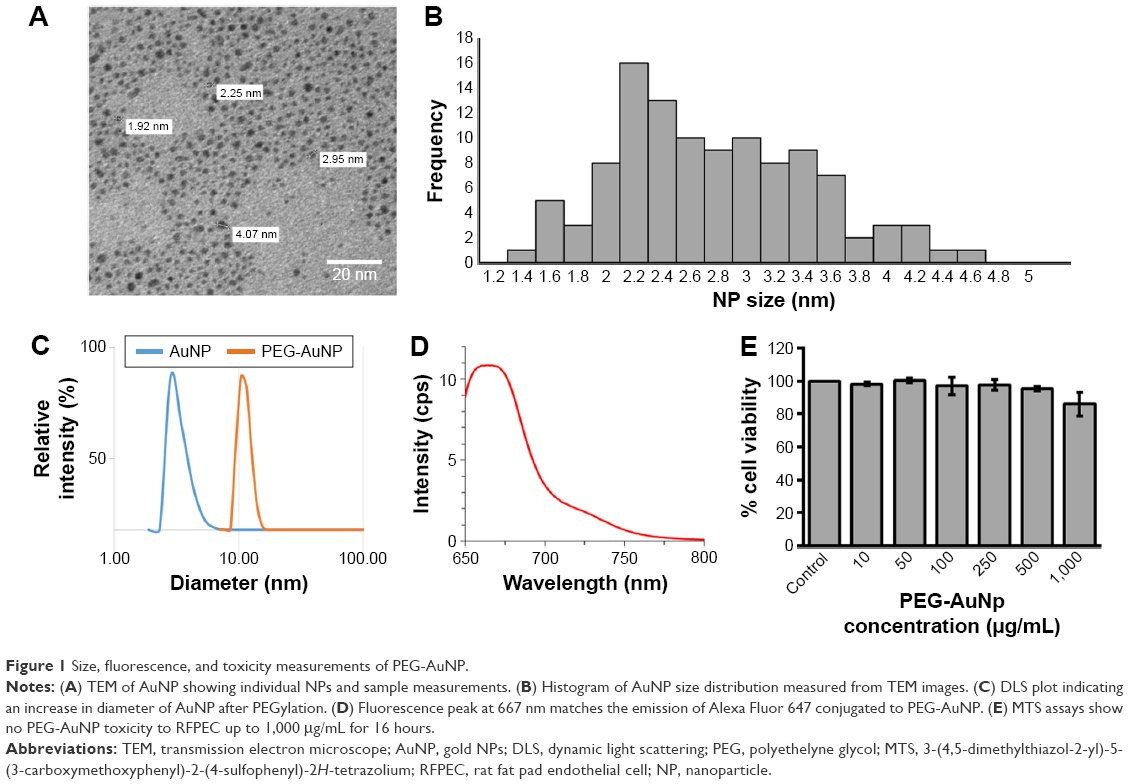 A
2.25 nm
1.92 nm
2.95 nm
4.07 nm
20 nm
B
18
16
14
12
10
8
6
4
2
0
Frequency
1.2 1.4 1.6 1.8 2 2.2 2.4 2.6 2.8 3 3.2 3.4 3.6 3.8 4 4.2 4.4 4.6 4.8 5
NP size (nm)
C
AuNP PEG-AuNP
100
50
Relative
intensity (%)
1.00 10.00 100.00
Diameter (nm)
D
10
5
0
Intensity (cps)
650 700 750 800
Wavelength (nm)
E
120
100
80
60
40
20
0
% cell viability
Control 10 50 100 250 500 1,000
PEG-AuNp
concentration (µg/mL)
Figure 1 Size, fluorescence, and toxicity measurements of PEG-AuNP.
Notes: (A) TEM of AuNP showing individual NPs and sample measurements. (B) Histogram of AuNP size distribution measured from TEM images. (C) DLS plot indicating
an increase in diameter of AuNP after PEGylation. (D) Fluorescence peak at 667 nm matches the emission of Alexa Fluor 647 conjugated to PEG-AuNP. (E) MTS assays show
no PEG-AuNP toxicity to RFPEC up to 1,000 µg/mL for 16 hours.
Abbreviations: TEM, transmission electron microscope; AuNP, gold NPs; DLS, dynamic light scattering; PEG, polyethelyne glycol; MTS, 3-(4,5-dimethylthiazol-2-yl)-5-
(3-carboxymethoxyphenyl)-2-(4-sulfophenyl)-2H-tetrazolium; RFPEC, rat fat pad endothelial cell; NP, nanoparticle.